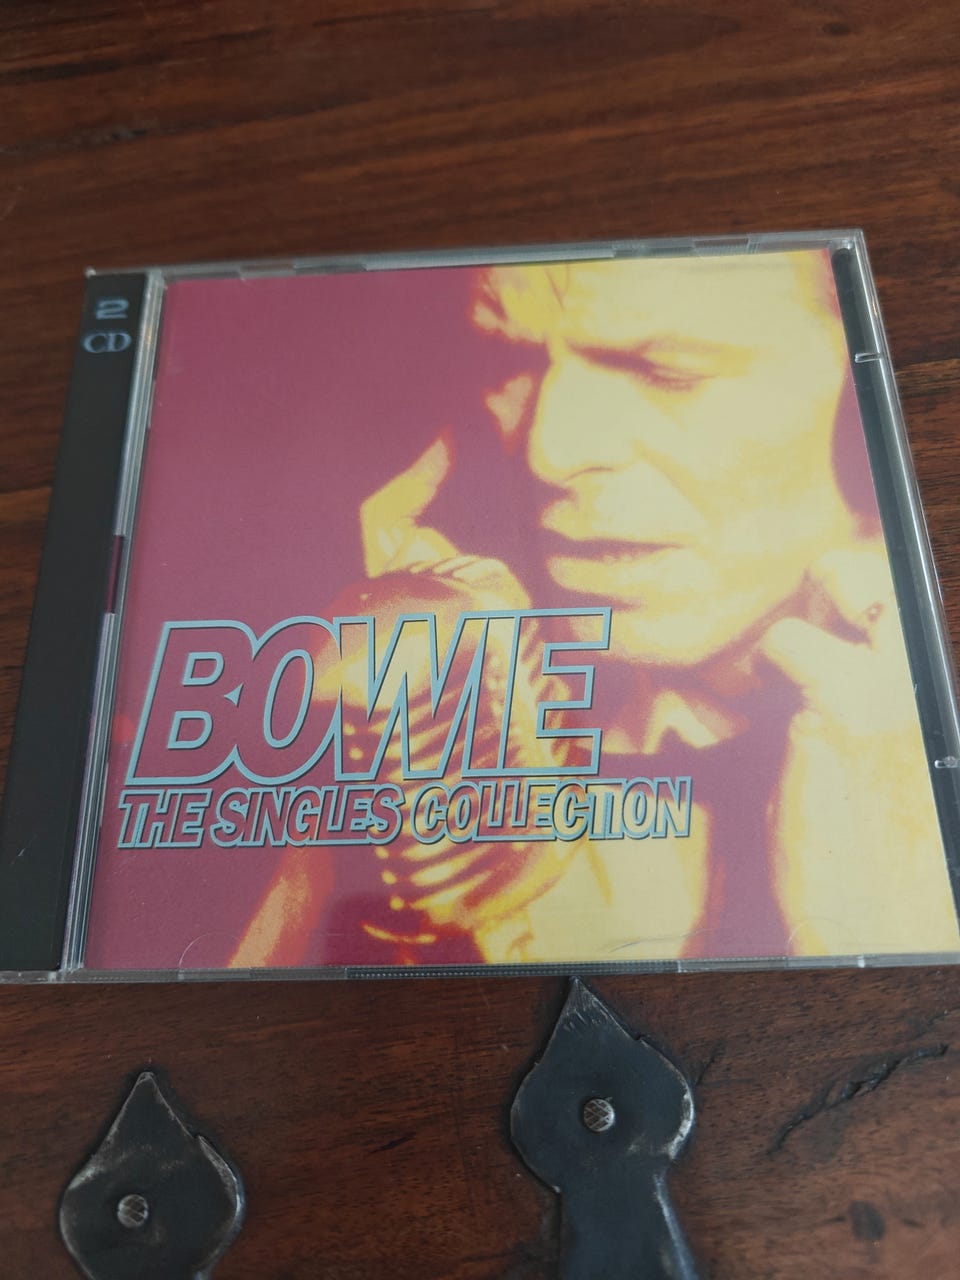 2
CD
BOWIE
THE SINGLES COLLECTION